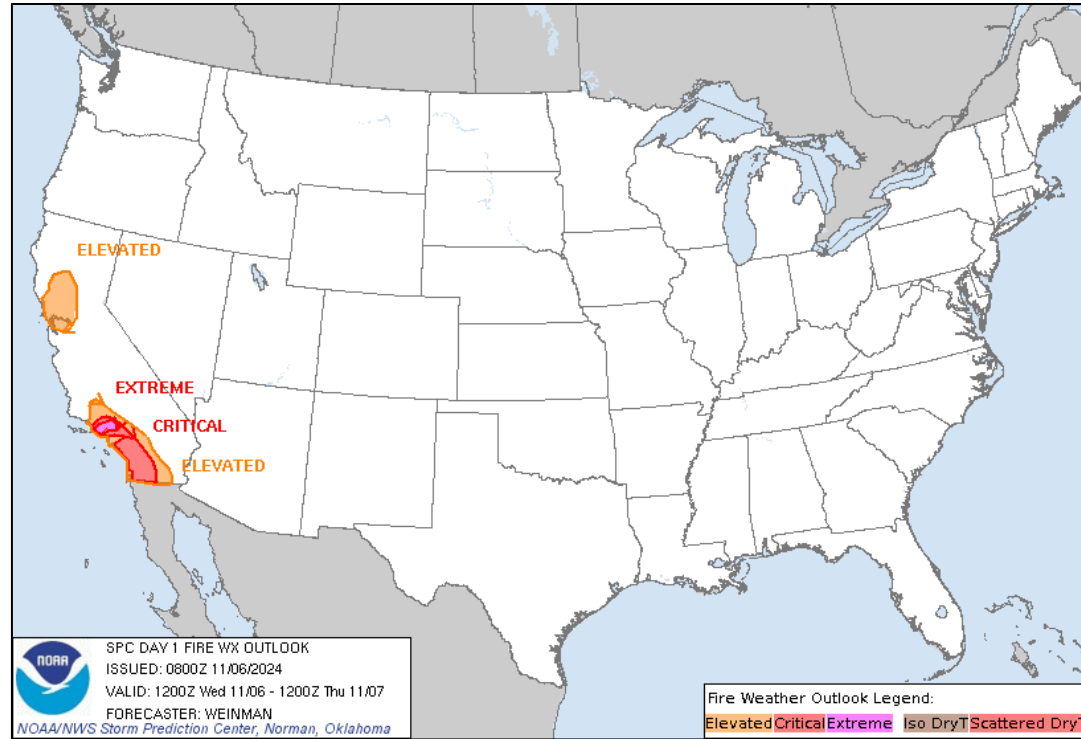 ELEVATED
EXTREME
CRITICAL
ELEVATED
NOAA
SPC DAY 1 FIRE WX OUTLOOK
ISSUED: 0800Z 11/06/2024
VALID: 1200Z Wed 11/06 - 1200Z Thu 11/07
FORECASTER: WEINMAN
NOAA/NWS Storm Prediction Center, Norman, Oklahoma
Fire Weather Outlook Legend:
Elevated Critical Extreme Iso DryT Scattered DryT